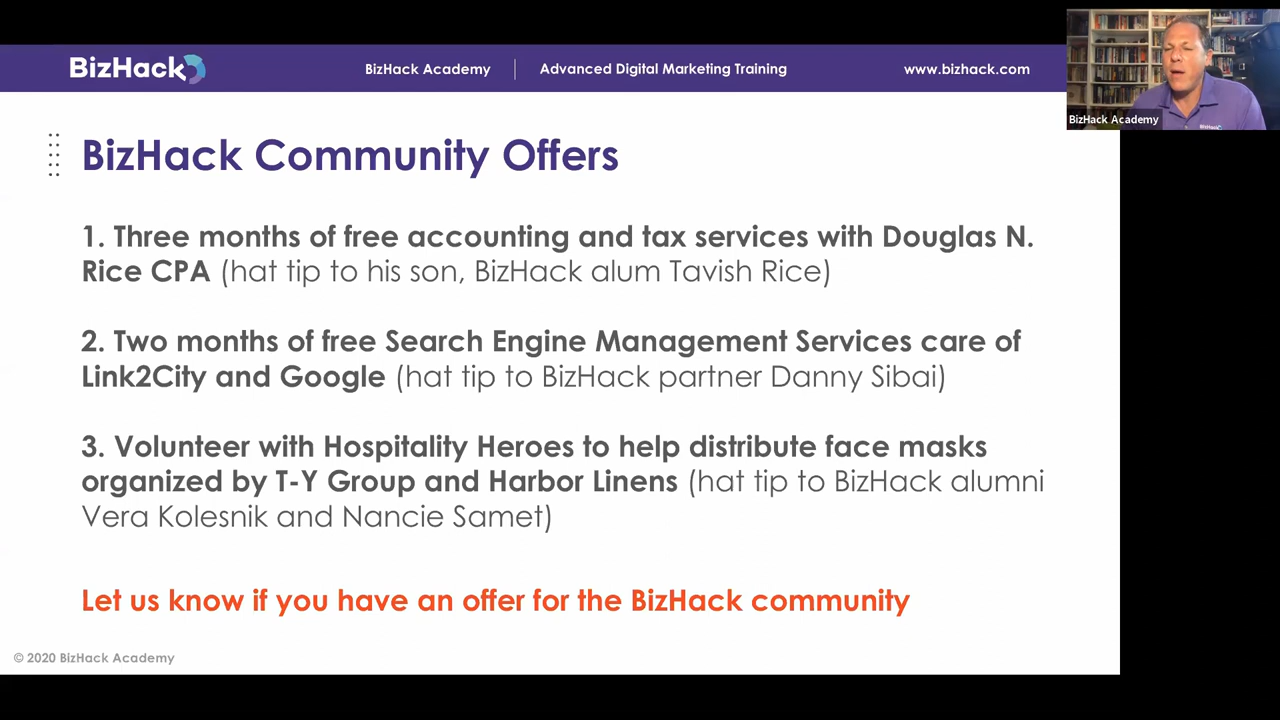 BizHack
BizHack Academy
Advanced Digital Marketing Training
www.bizhack.com
BizHack Academy
BizHack Community Offers
1. Three months of free accounting and tax services with Douglas N.
Rice CPA (hat tip to his son, BizHack alum Tavish Rice)
2. Two months of free Search Engine Management Services care of
Link2City and Google (hat tip to BizHack partner Danny Sibai)
3. Volunteer with Hospitality Heroes to help distribute face masks
organized by T-Y Group and Harbor Linens (hat tip to BizHack alumni
Vera Kolesnik and Nancie Samet)
Let us know if you have an offer for the BizHack community
© 2020 BizHack Academy